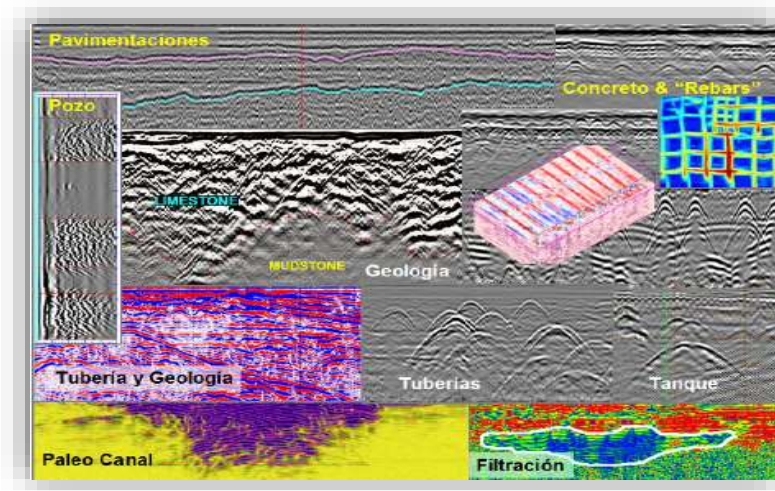 Pavimentaciones
Pozo
Concreto & “Rebars”
LIMESTONE
MUDSTONE
Geología
Tubería y Geología
Tuberías
Tanque
Paleo Canal
Filtración